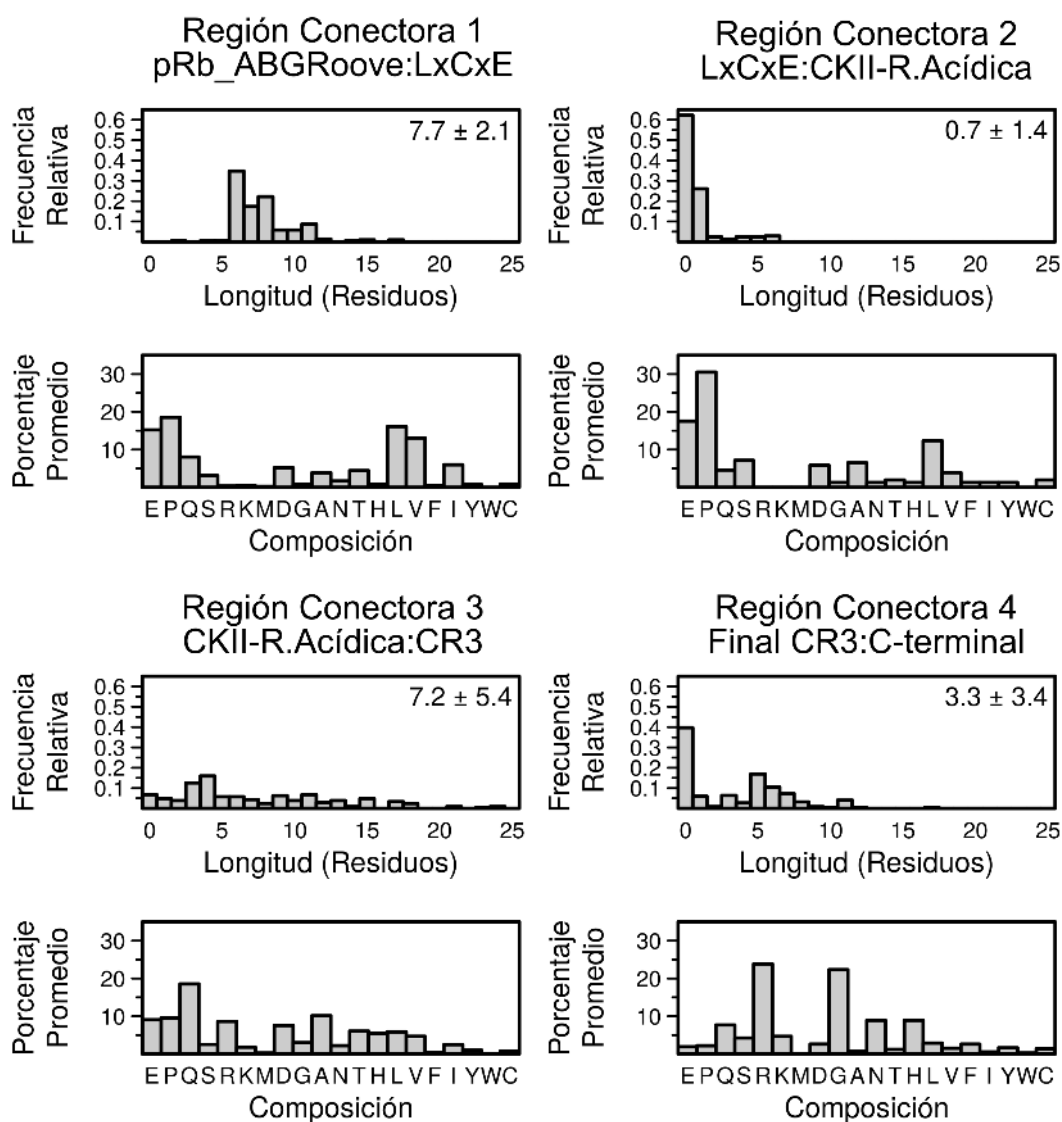 Región Conectora 1
pRb_ABGRoove:LxCxE
Frecuencia
Relativa
0.6
0.5
0.4
0.3
0.2
0.1
7.7 ± 2.1
0 5 10 15 20 25
Longitud (Residuos)
Porcentaje
Promedio
30
20
10
E P Q S R K M D G A N T H L V F I Y W C
Composición
Región Conectora 2
LxCxE:CKII-R.Acídica
Frecuencia
Relativa
0.6
0.5
0.4
0.3
0.2
0.1
0.7 ± 1.4
0 5 10 15 20 25
Longitud (Residuos)
Porcentaje
Promedio
30
20
10
E P Q S R K M D G A N T H L V F I Y W C
Composición
Región Conectora 3
CKII-R.Acídica:CR3
Frecuencia
Relativa
0.6
0.5
0.4
0.3
0.2
0.1
7.2 ± 5.4
0 5 10 15 20 25
Longitud (Residuos)
Porcentaje
Promedio
30
20
10
E P Q S R K M D G A N T H L V F I Y W C
Composición
Región Conectora 4
Final CR3:C-terminal
Frecuencia
Relativa
0.6
0.5
0.4
0.3
0.2
0.1
3.3 ± 3.4
0 5 10 15 20 25
Longitud (Residuos)
Porcentaje
Promedio
30
20
10
E P Q S R K M D G A N T H L V F I Y W C
Composición